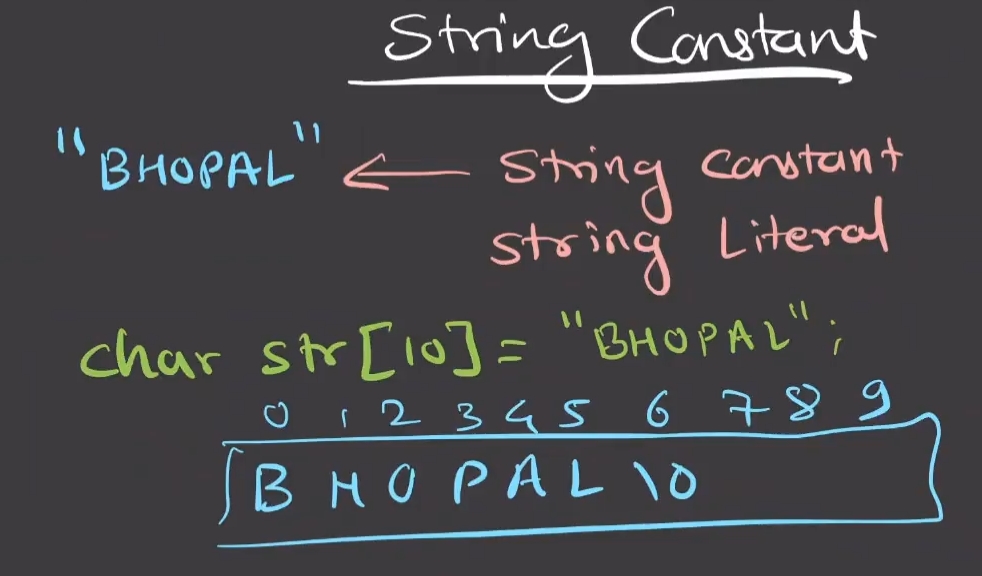 String Constant
"BHOPAL" ← String Constant
String Literal
char str[10] = "BHOPAL";
0 1 2 3 4 5 6 7 8 9
B H O P A L \0